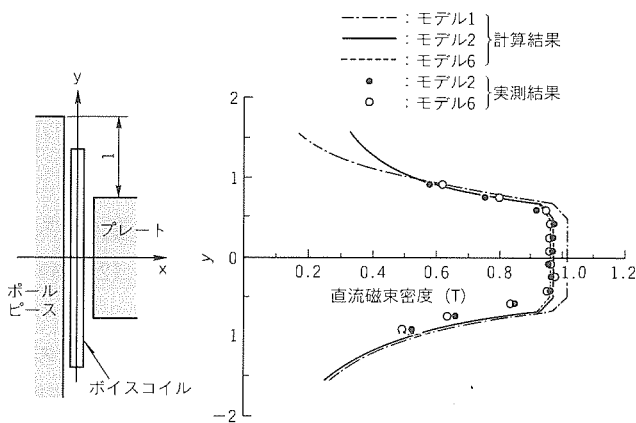 ：モデル1
：モデル2
：モデル6
計算結果
：モデル2
：モデル6
実測結果
y
1
プレート
x
ポール
ピース
ボイスコイル
2
1
0
1
−2
y
0.2
0.4
0.6
0.8
1.0
1.2
直流磁束密度（T）